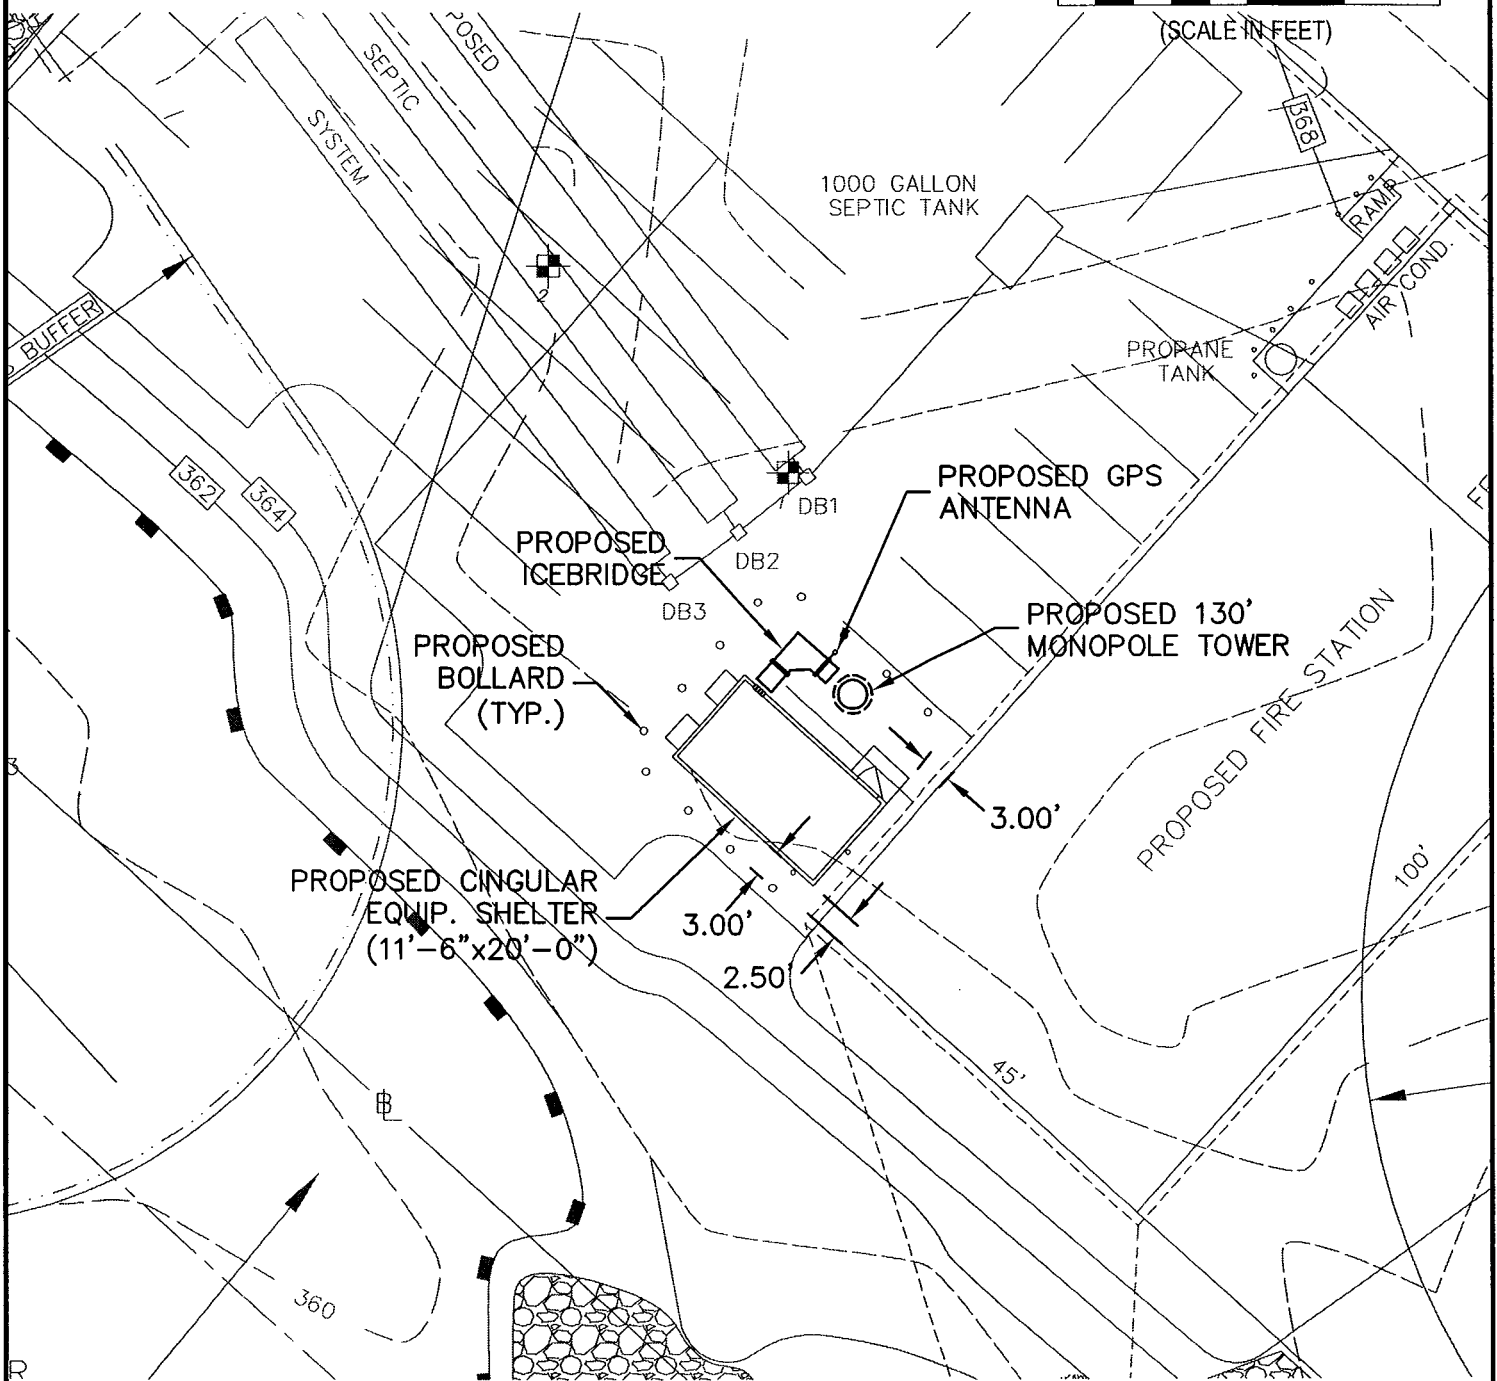 (SCALE IN FEET)
POSED
SEPTIC
SYSTEM
368
1000 GALLON
SEPTIC TANK
RAMP
AIR COND.
BUFFER
2
PROPANE
TANK
362
364
DB1
PROPOSED GPS
ANTENNA
PROPOSED
ICEBRIDGE
DB2
DB3
PROPOSED 130'
MONOPOLE TOWER
PROPOSED
BOLLARD
(TYP.)
PROPOSED FIRE STATION
3.00'
100'
PROPOSED CINGULAR
EQUIP. SHELTER
(11'-6"x20'-0")
3.00'
2.50'
45'
360
R